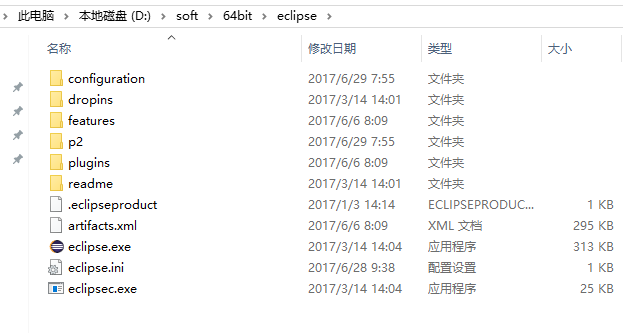 此电脑 > 本地磁盘 (D:) > soft > 64bit > eclipse >
名称 修改日期 类型 大小
configuration 2017/6/29 7:55 文件夹
dropins 2017/3/14 14:01 文件夹
features 2017/6/6 8:09 文件夹
p2 2017/6/29 7:55 文件夹
plugins 2017/6/6 8:09 文件夹
readme 2017/3/14 14:01 文件夹
.eclipseproduct 2017/1/3 14:14 ECLIPSEPRODUC... 1 KB
artifacts.xml 2017/6/6 8:09 XML 文档 295 KB
eclipse.exe 2017/3/14 14:04 应用程序 313 KB
eclipse.ini 2017/6/28 9:38 配置设置 1 KB
eclipsec.exe 2017/3/14 14:04 应用程序 25 KB